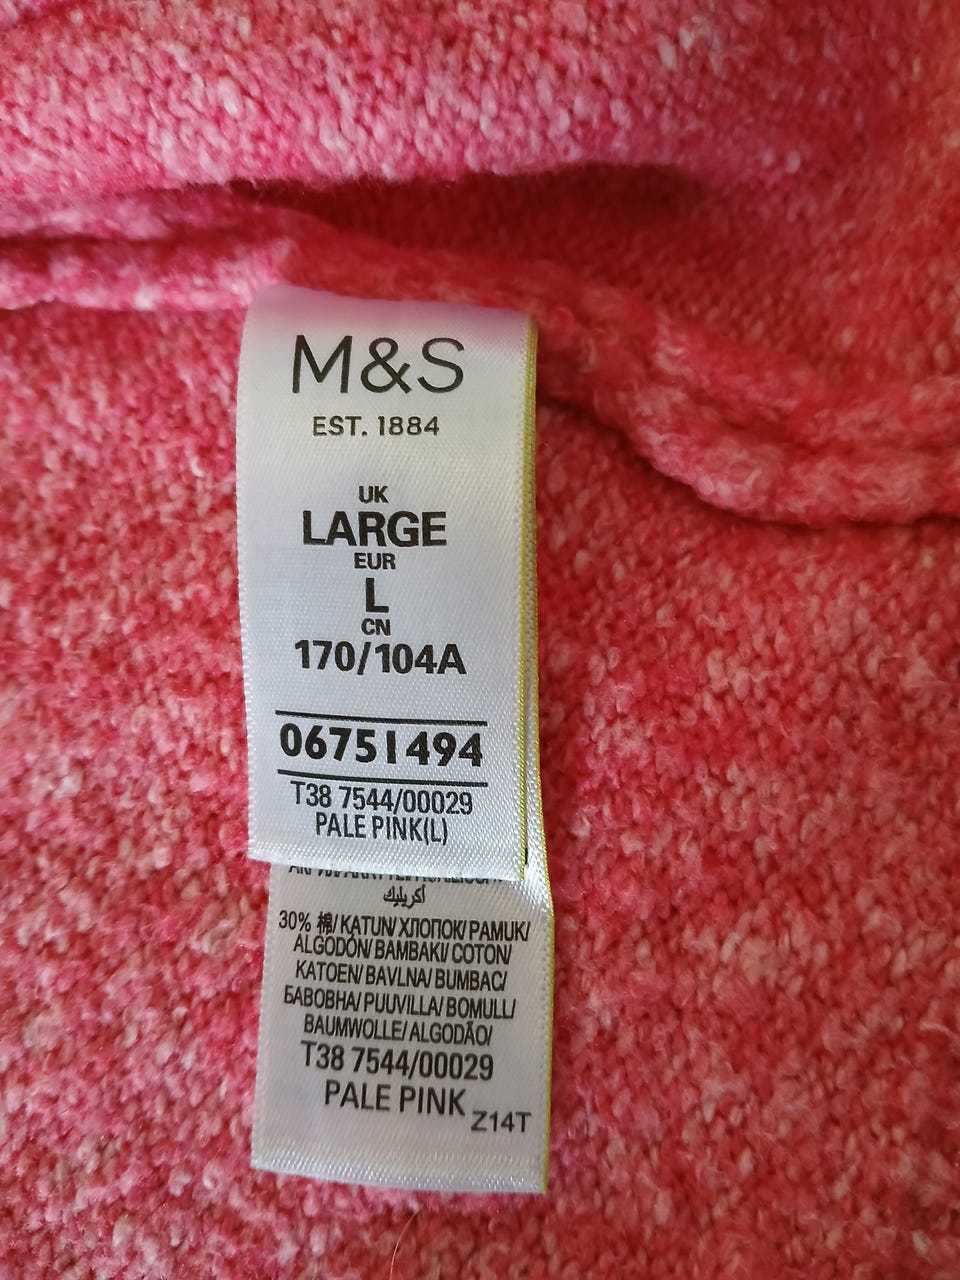 M&S
EST. 1884
UK
LARGE
EUR
L
CN
170/104A
06751494
T38 7544/00029
PALE PINK(L)
أكريليك
30% 棉/ KATUN/ ХЛОПОК/ PAMUK/
ALGODÓN/ BAMBAKI/ COTON/
KATOEN/ BAVLNA/ BUMBAC/
БАВОВНА/ PUUVILLA/ BOMULL/
BAUMWOLLE/ ALGODÃO/
T38 7544/00029
PALE PINK
Z14T